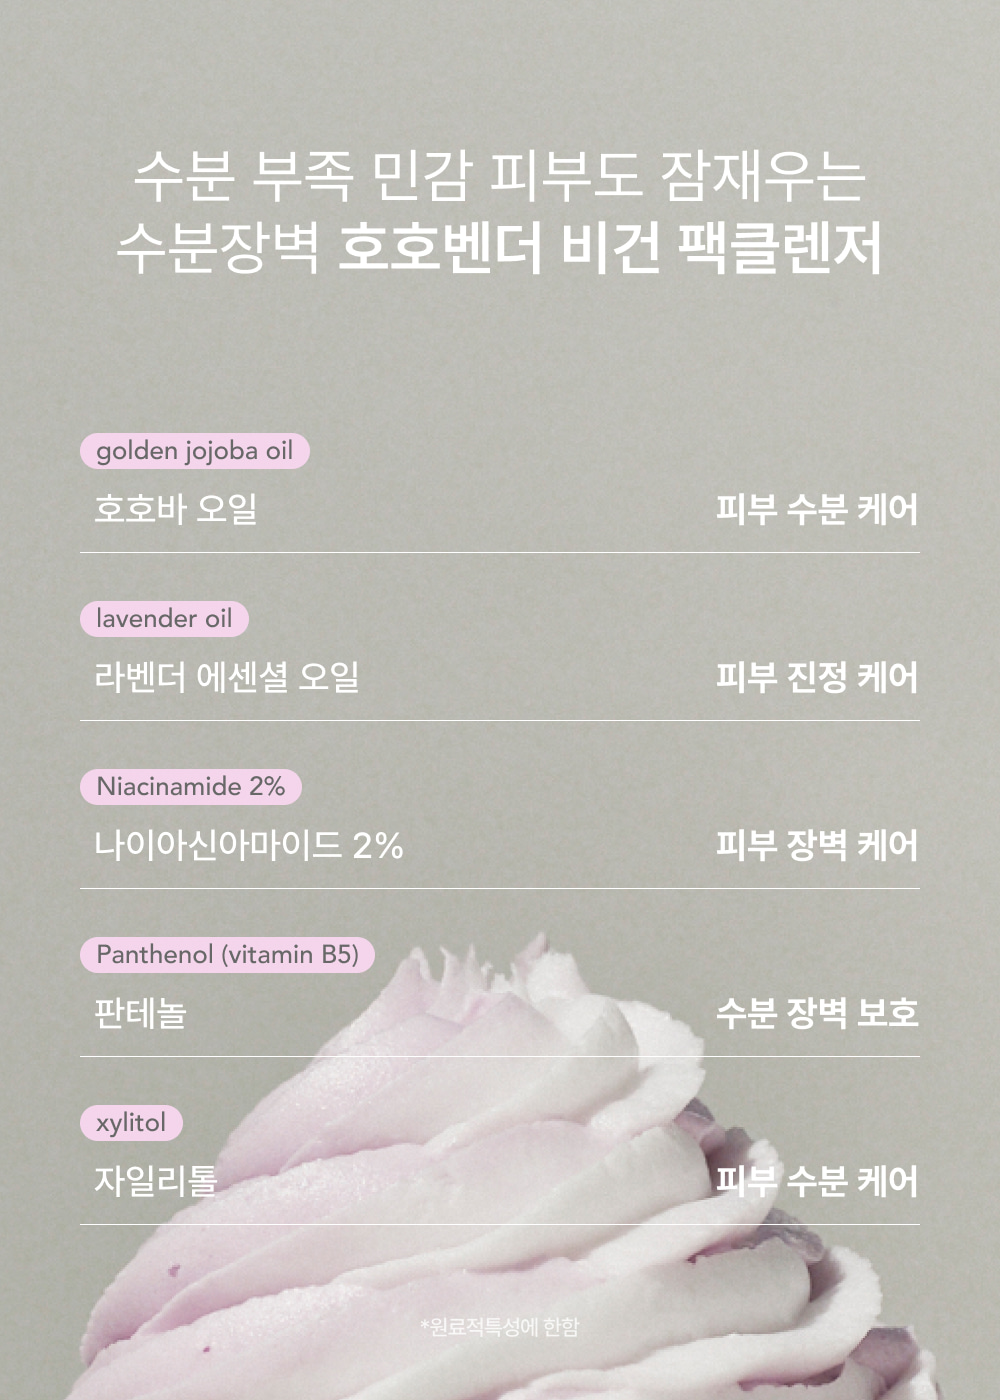 수분 부족 민감 피부도 잠재우는
수분장벽 호호벤더 비건 팩클렌저
golden jojoba oil
호호바 오일 피부 수분 케어
lavender oil
라벤더 에센셜 오일 피부 진정 케어
Niacinamide 2%
나이아신아마이드 2% 피부 장벽 케어
Panthenol (vitamin B5)
판테놀 수분 장벽 보호
xylitol
자일리톨 피부 수분 케어
*원료적특성에 한함